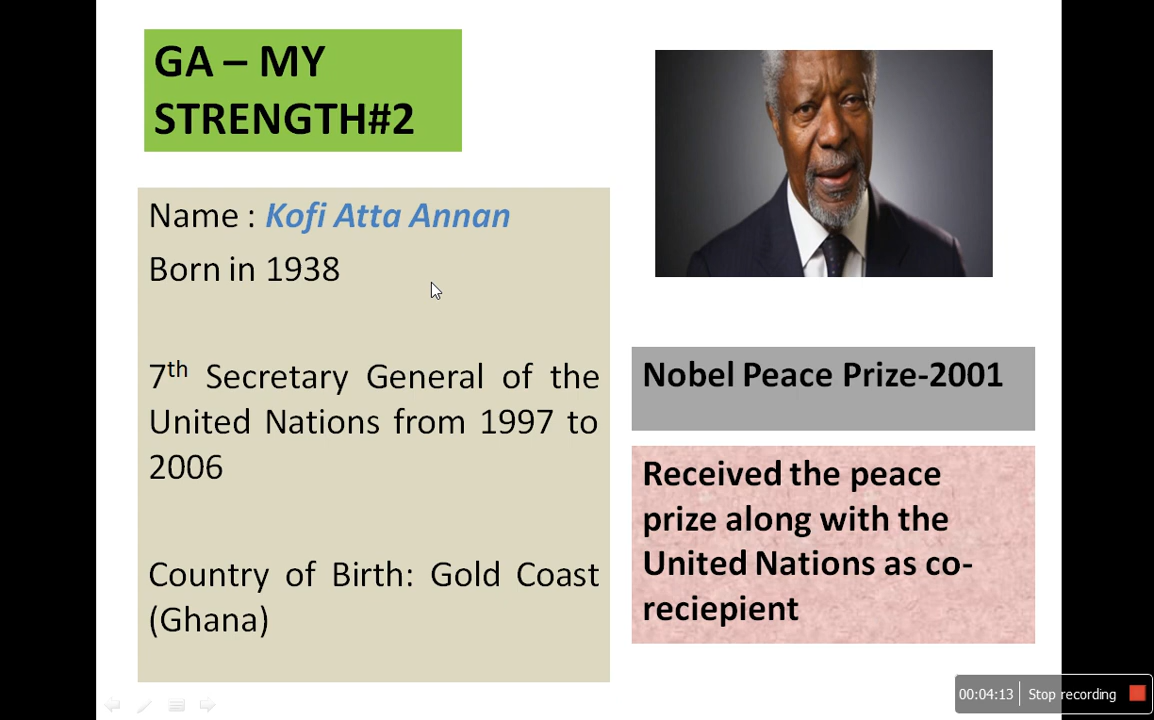 GA – MY
STRENGTH#2
Name : Kofi Atta Annan
Born in 1938
7th Secretary General of the
United Nations from 1997 to
2006
Country of Birth: Gold Coast
(Ghana)
Nobel Peace Prize-2001
Received the peace
prize along with the
United Nations as co-
reciepient
00:04:13 Stop recording